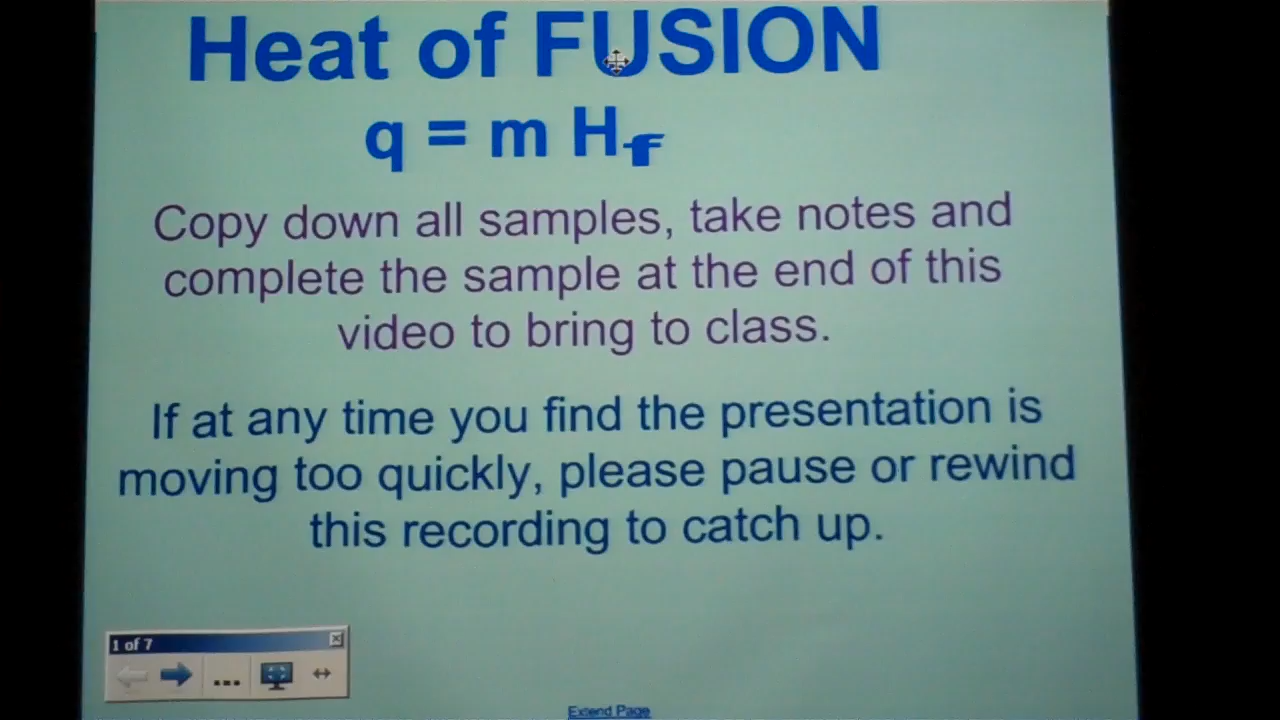 Heat of FUSION
q = m Hf
Copy down all samples, take notes and
complete the sample at the end of this
video to bring to class.
If at any time you find the presentation is
moving too quickly, please pause or rewind
this recording to catch up.
1 of 7
...
Extend Page